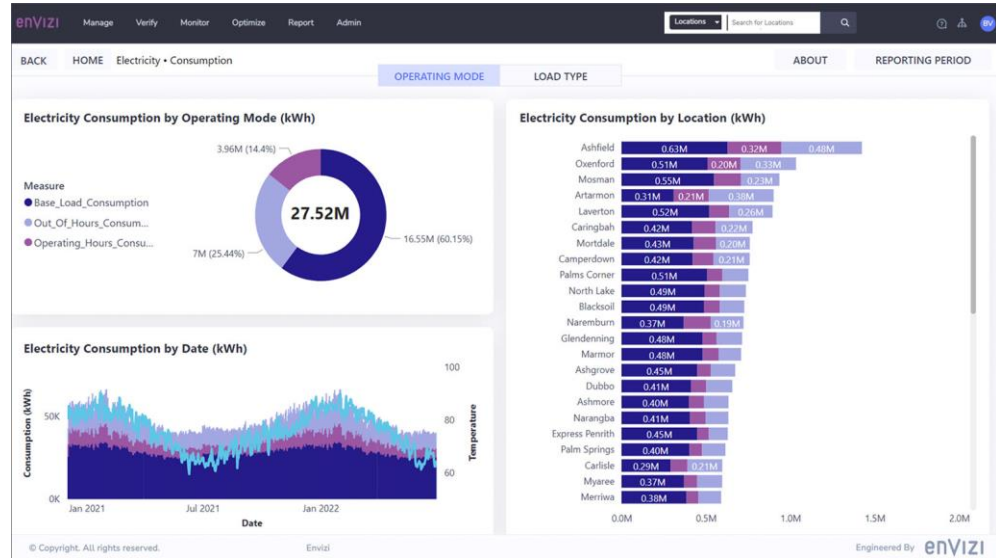 enVIZI Manage Verify Monitor Optimize Report Admin Locations Search for Locations BV
BACK HOME Electricity • Consumption ABOUT REPORTING PERIOD
OPERATING MODE LOAD TYPE
Electricity Consumption by Operating Mode (kWh)
3.96M (14.4%)
Measure
Base_Load_Consumption
Out_Of_Hours_Consum...
Operating_Hours_Consu...
27.52M
16.55M (60.15%)
7M (25.44%)
Electricity Consumption by Date (kWh)
Consumption (kWh)
50K
0K
100
80
60
Temperature
Jan 2021 Jul 2021 Jan 2022
Date
Electricity Consumption by Location (kWh)
Ashfield 0.63M 0.32M 0.48M
Oxenford 0.51M 0.20M 0.33M
Mosman 0.55M 0.23M
Artarmon 0.31M 0.21M 0.38M
Laverton 0.52M 0.26M
Caringbah 0.42M 0.22M
Mortdale 0.43M 0.20M
Camperdown 0.42M 0.21M
Palms Corner 0.51M
North Lake 0.49M
Blacksoil 0.49M
Naremburn 0.37M 0.19M
Glendenning 0.48M
Marmor 0.48M
Ashgrove 0.45M
Dubbo 0.41M
Ashmore 0.40M
Narangba 0.41M
Express Penrith 0.45M
Palm Springs 0.40M
Carlisle 0.29M 0.21M
Myaree 0.37M
Merriwa 0.38M
0.0M 0.5M 1.0M 1.5M 2.0M
© Copyright. All rights reserved. Envizi Engineered By enVIZI